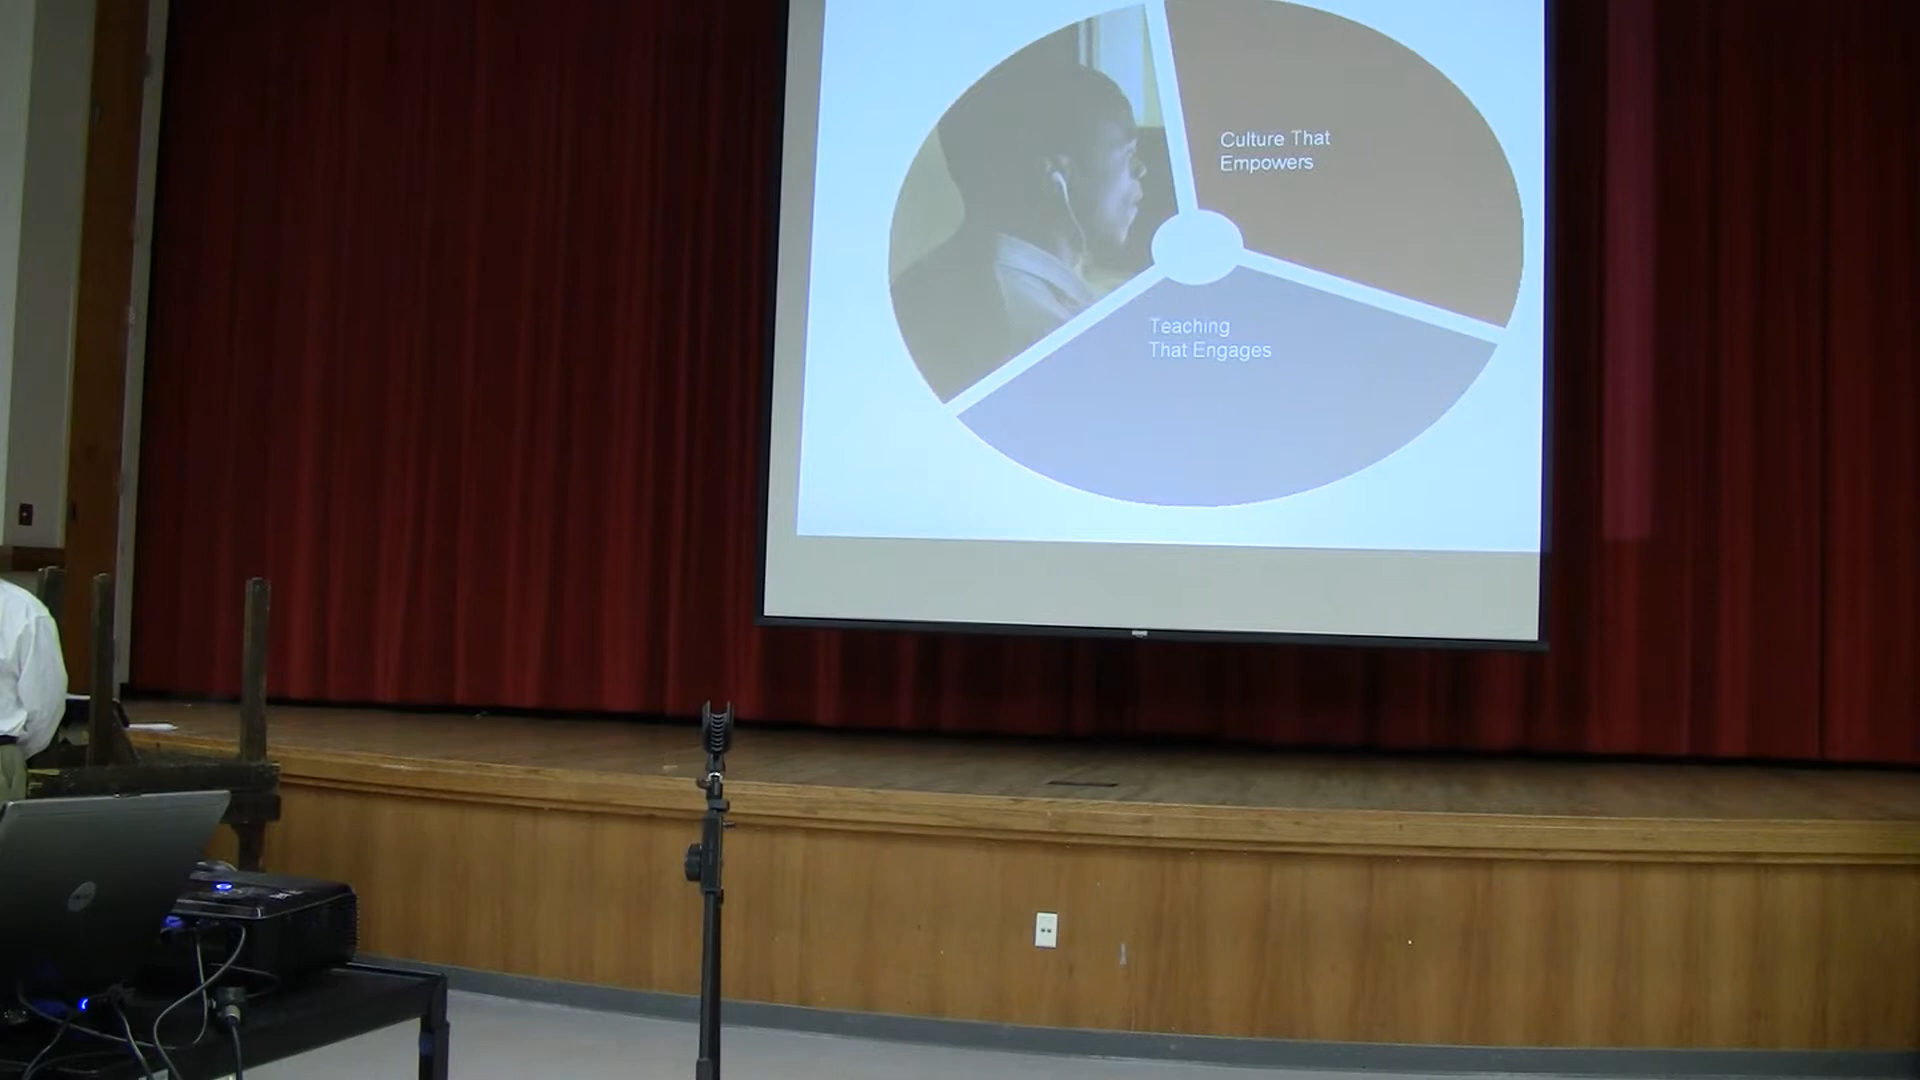 Culture That
Empowers
Teaching
That Engages